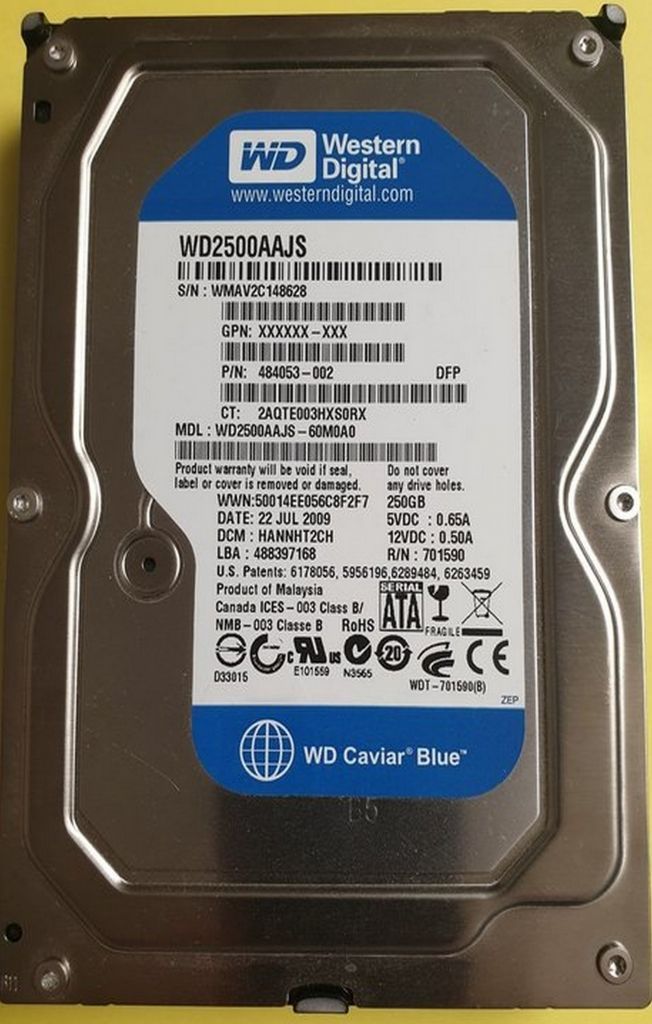 WD Western Digital®
www.westerndigital.com
WD2500AAJS
S/N : WMAV2C148628
GPN: XXXXXX-XXX
P/N: 484053-002 DFP
CT: 2AQTE003HXS0RX
MDL : WD2500AAJS-60M0A0
Product warranty will be void if seal,
label or cover is removed or damaged.
Do not cover
any drive holes.
WWN:50014EE056C8F2F7 250GB
DATE: 22 JUL 2009 5VDC : 0.65A
DCM : HANNHT2CH 12VDC : 0.50A
LBA : 488397168 R/N : 701590
U.S. Patents: 6178056, 5956196,6289484, 6263459
Product of Malaysia
Canada ICES-003 Class B/
NMB-003 Classe B RoHS
SERIAL
ATA
FRAGILE
D33015
c RU us
E101559
N3565
20
CE
WDT-701590(B)
ZEP
WD Caviar® Blue™
B5